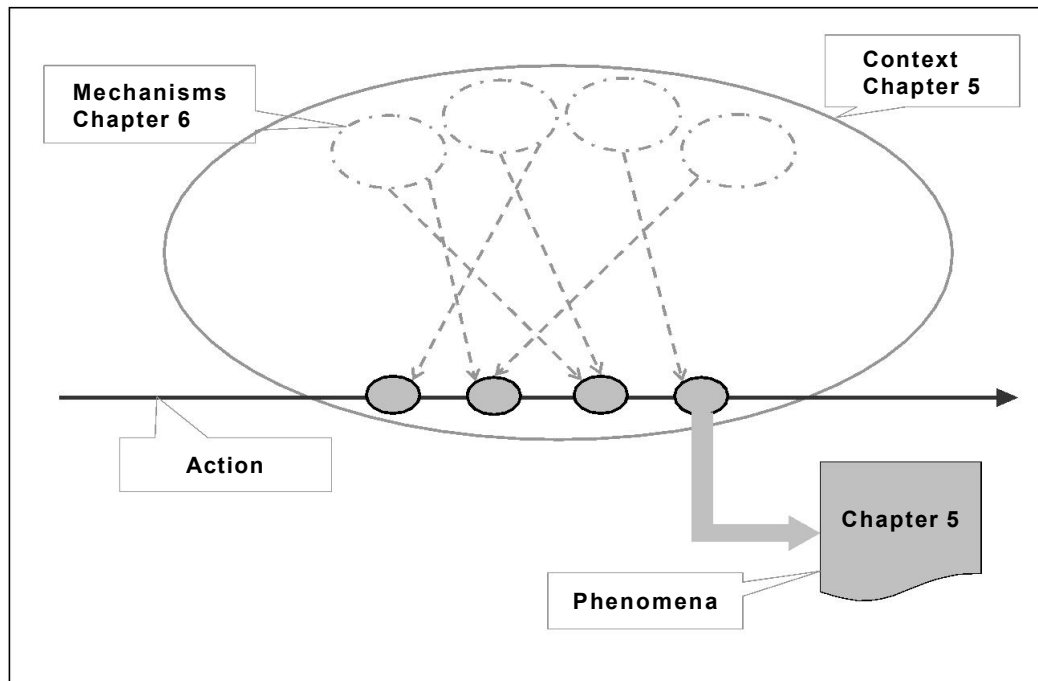 Context
Chapter 5
Mechanisms
Chapter 6
Action
Chapter 5
Phenomena